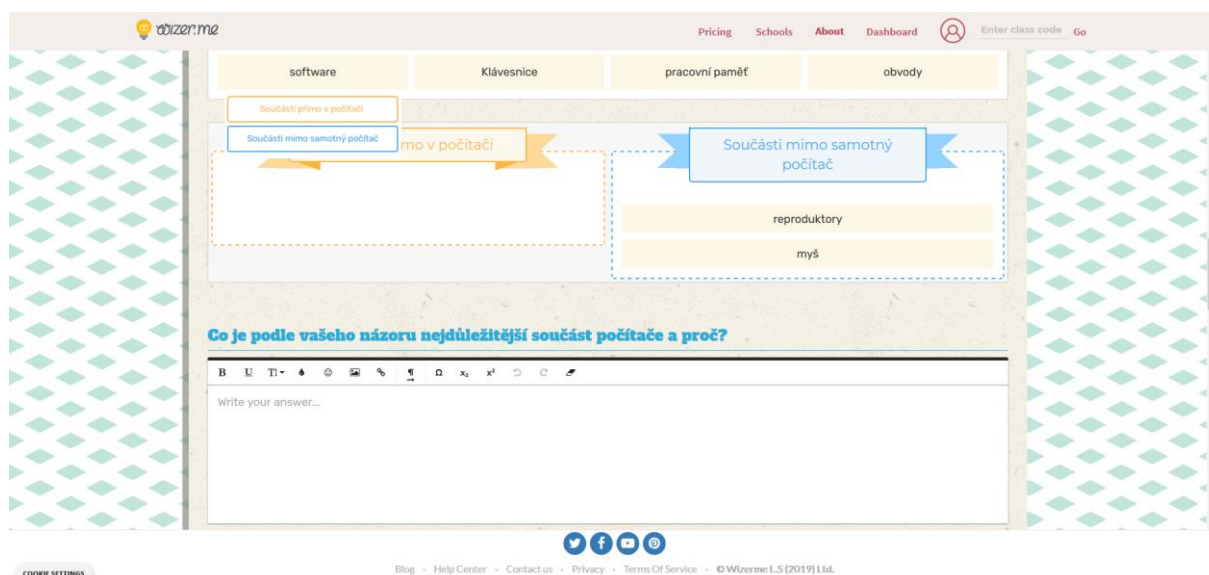 wizer.me Pricing Schools About Dashboard Enter class code Go
software Klávesnice pracovní paměť obvody
Součásti přímo v počítači
Součásti mimo samotný počítač
mo v počítači
Součásti mimo samotný
počítač
reproduktory
myš
Co je podle vašeho názoru nejdůležitější součást počítače a proč?
B U T ¶ Ω x₂ x²
Write your answer...
Blog · Help Center · Contact us · Privacy · Terms Of Service · © Wizerme L.S (2019) Ltd.
COOKIE SETTINGS